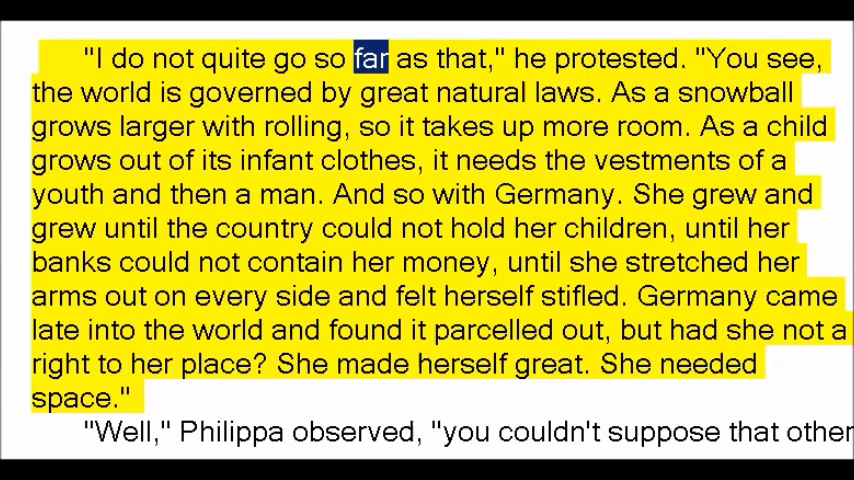 "I do not quite go so far as that," he protested. "You see,
the world is governed by great natural laws. As a snowball
grows larger with rolling, so it takes up more room. As a child
grows out of its infant clothes, it needs the vestments of a
youth and then a man. And so with Germany. She grew and
grew until the country could not hold her children, until her
banks could not contain her money, until she stretched her
arms out on every side and felt herself stifled. Germany came
late into the world and found it parcelled out, but had she not a
right to her place? She made herself great. She needed
space."
"Well," Philippa observed, "you couldn't suppose that other